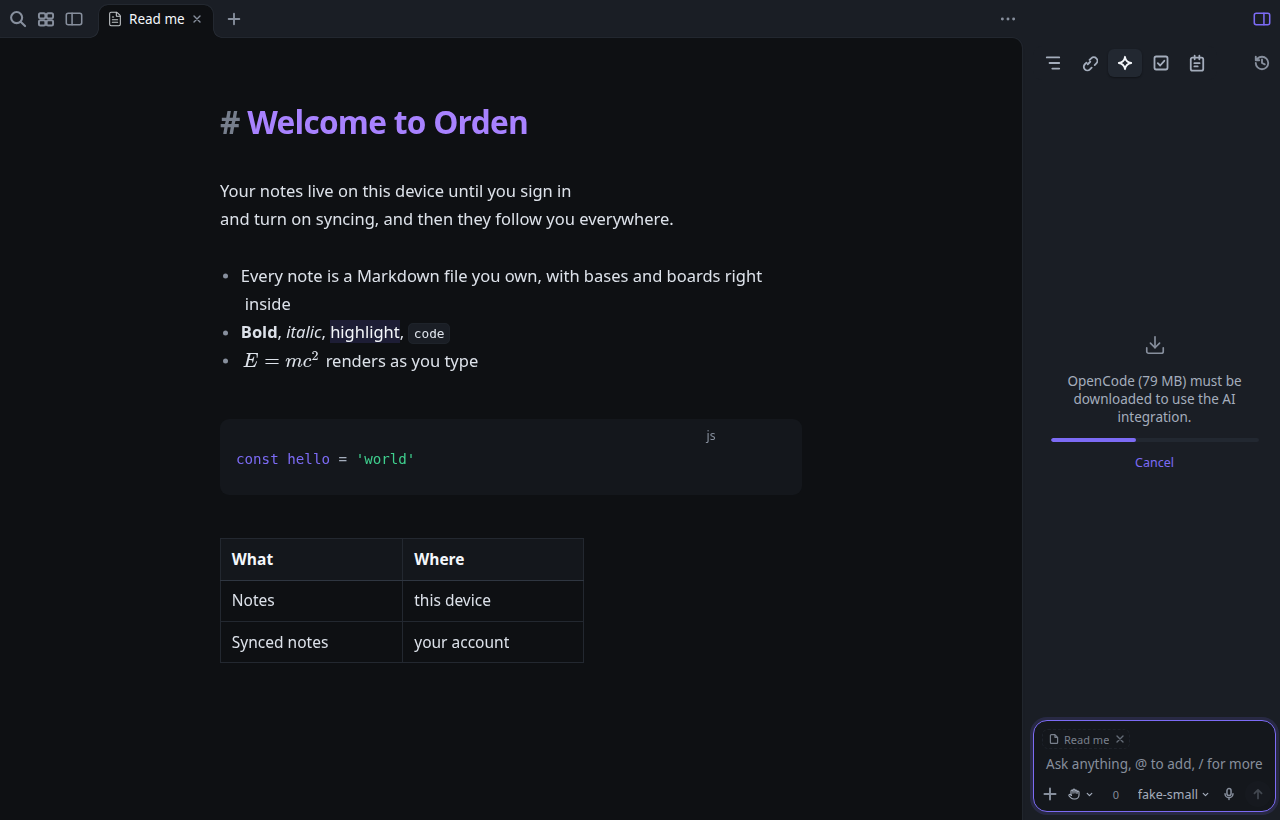 Read me
# Welcome to Orden
Your notes live on this device until you sign in
and turn on syncing, and then they follow you everywhere.
Every note is a Markdown file you own, with bases and boards right
inside
Bold, italic, highlight, code
E = mc² renders as you type
js
const hello = 'world'
What Where
Notes this device
Synced notes your account
OpenCode (79 MB) must be
downloaded to use the AI
integration.
Cancel
Read me
Ask anything, @ to add, / for more
0 fake-small